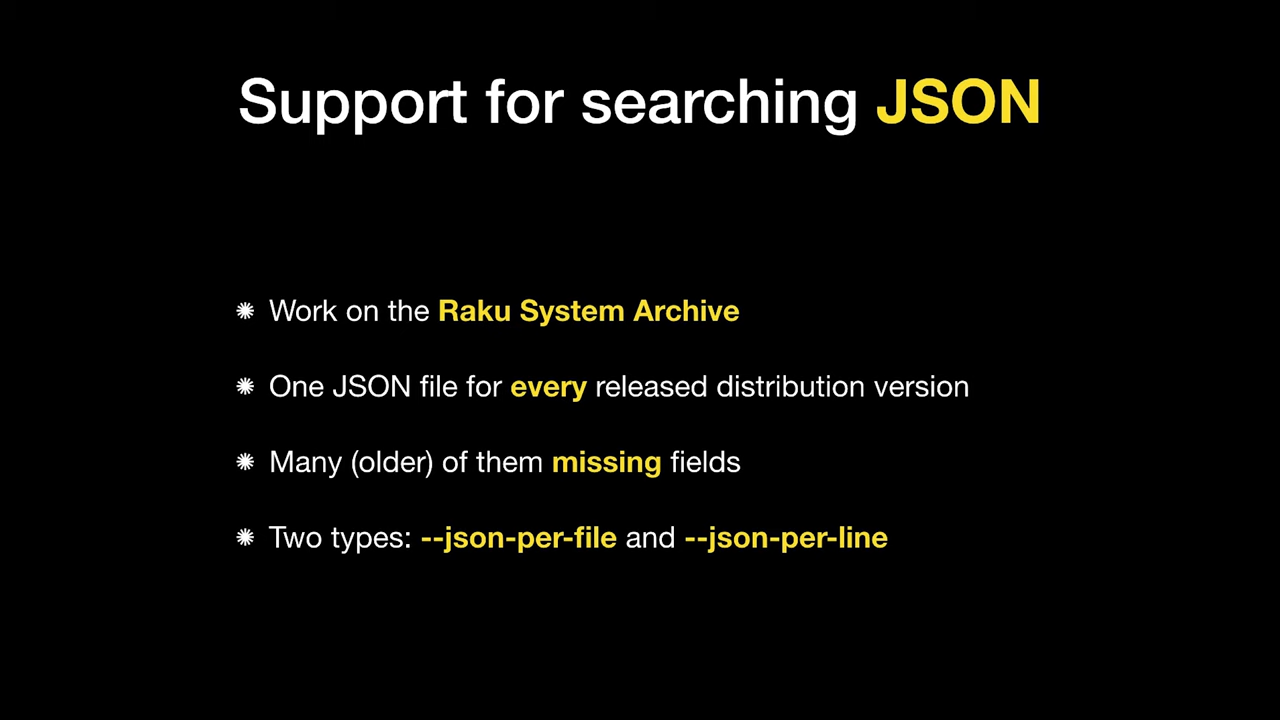 Support for searching JSON
✺ Work on the Raku System Archive
✺ One JSON file for every released distribution version
✺ Many (older) of them missing fields
✺ Two types: --json-per-file and --json-per-line